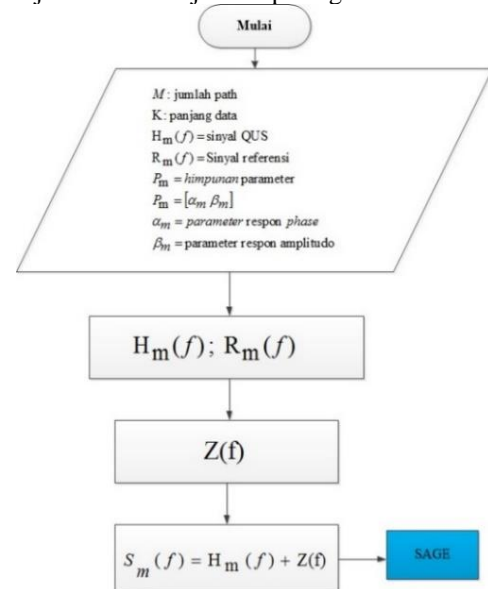 Mulai
M : jumlah path
K: panjang data
Hm(f) =sinyal QUS
Rm(f) =Sinyal referensi
Pm = himpunan parameter
Pm = [αm βm]
αm = parameter respon phase
βm = parameter respon amplitudo
Hm(f); Rm(f)
Z(f)
Sm(f) = Hm(f) + Z(f)
SAGE